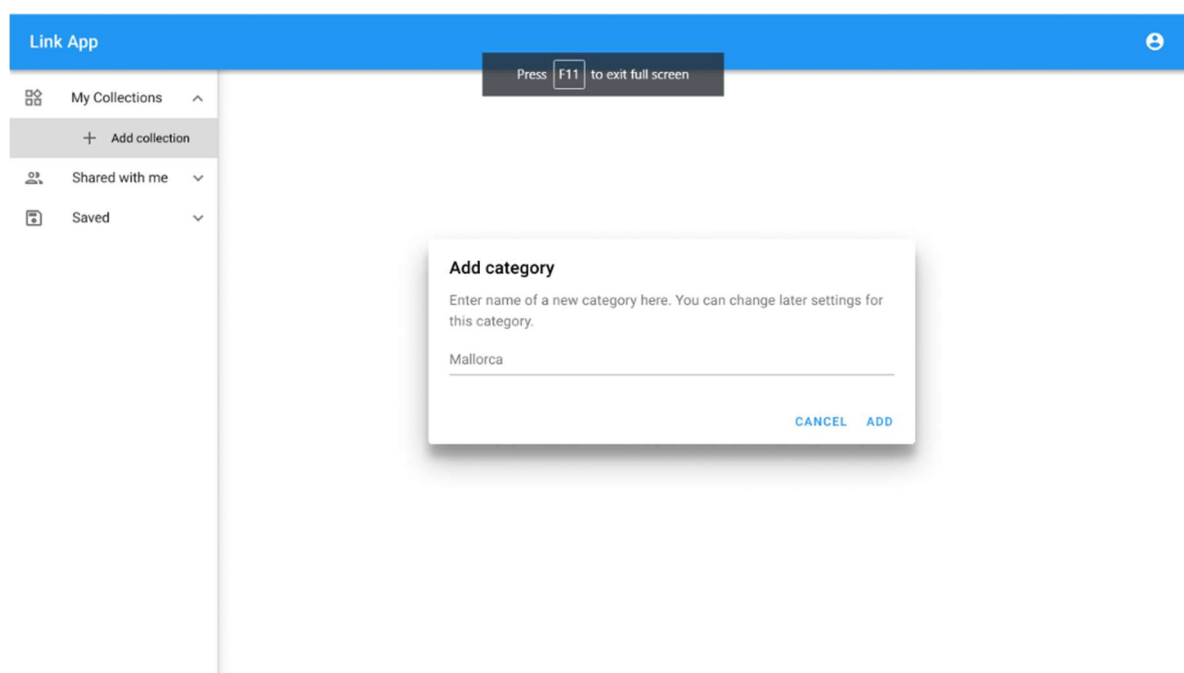 Link App
Press F11 to exit full screen
My Collections
Add collection
Shared with me
Saved
Add category
Enter name of a new category here. You can change later settings for
this category.
Mallorca
CANCEL ADD